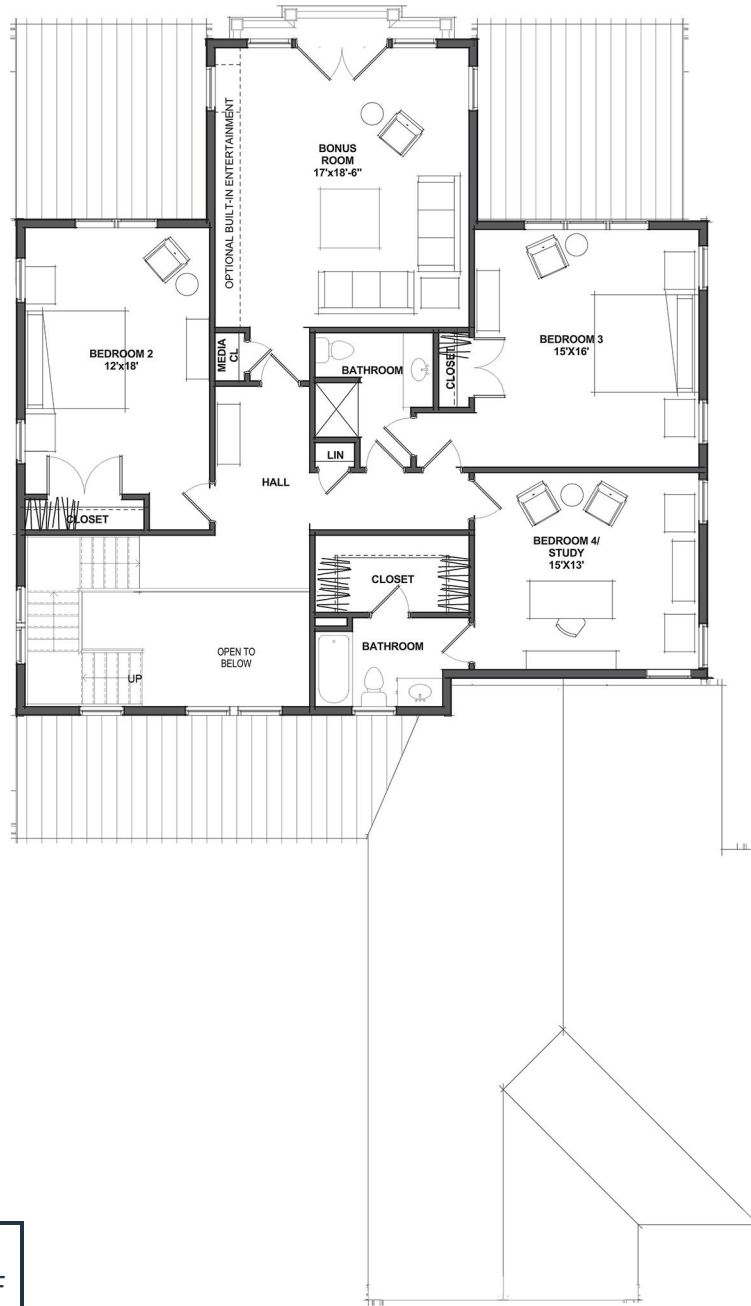 OPTIONAL BUILT-IN ENTERTAINMENT
BONUS
ROOM
17'x18'-6"
BEDROOM 2
12'x18'
MEDIA
CL
BATHROOM
CLOSET
BEDROOM 3
15'X16'
LIN
HALL
CLOSET
BEDROOM 4/
STUDY
15'X13'
CLOSET
BATHROOM
OPEN TO
BELOW
UP